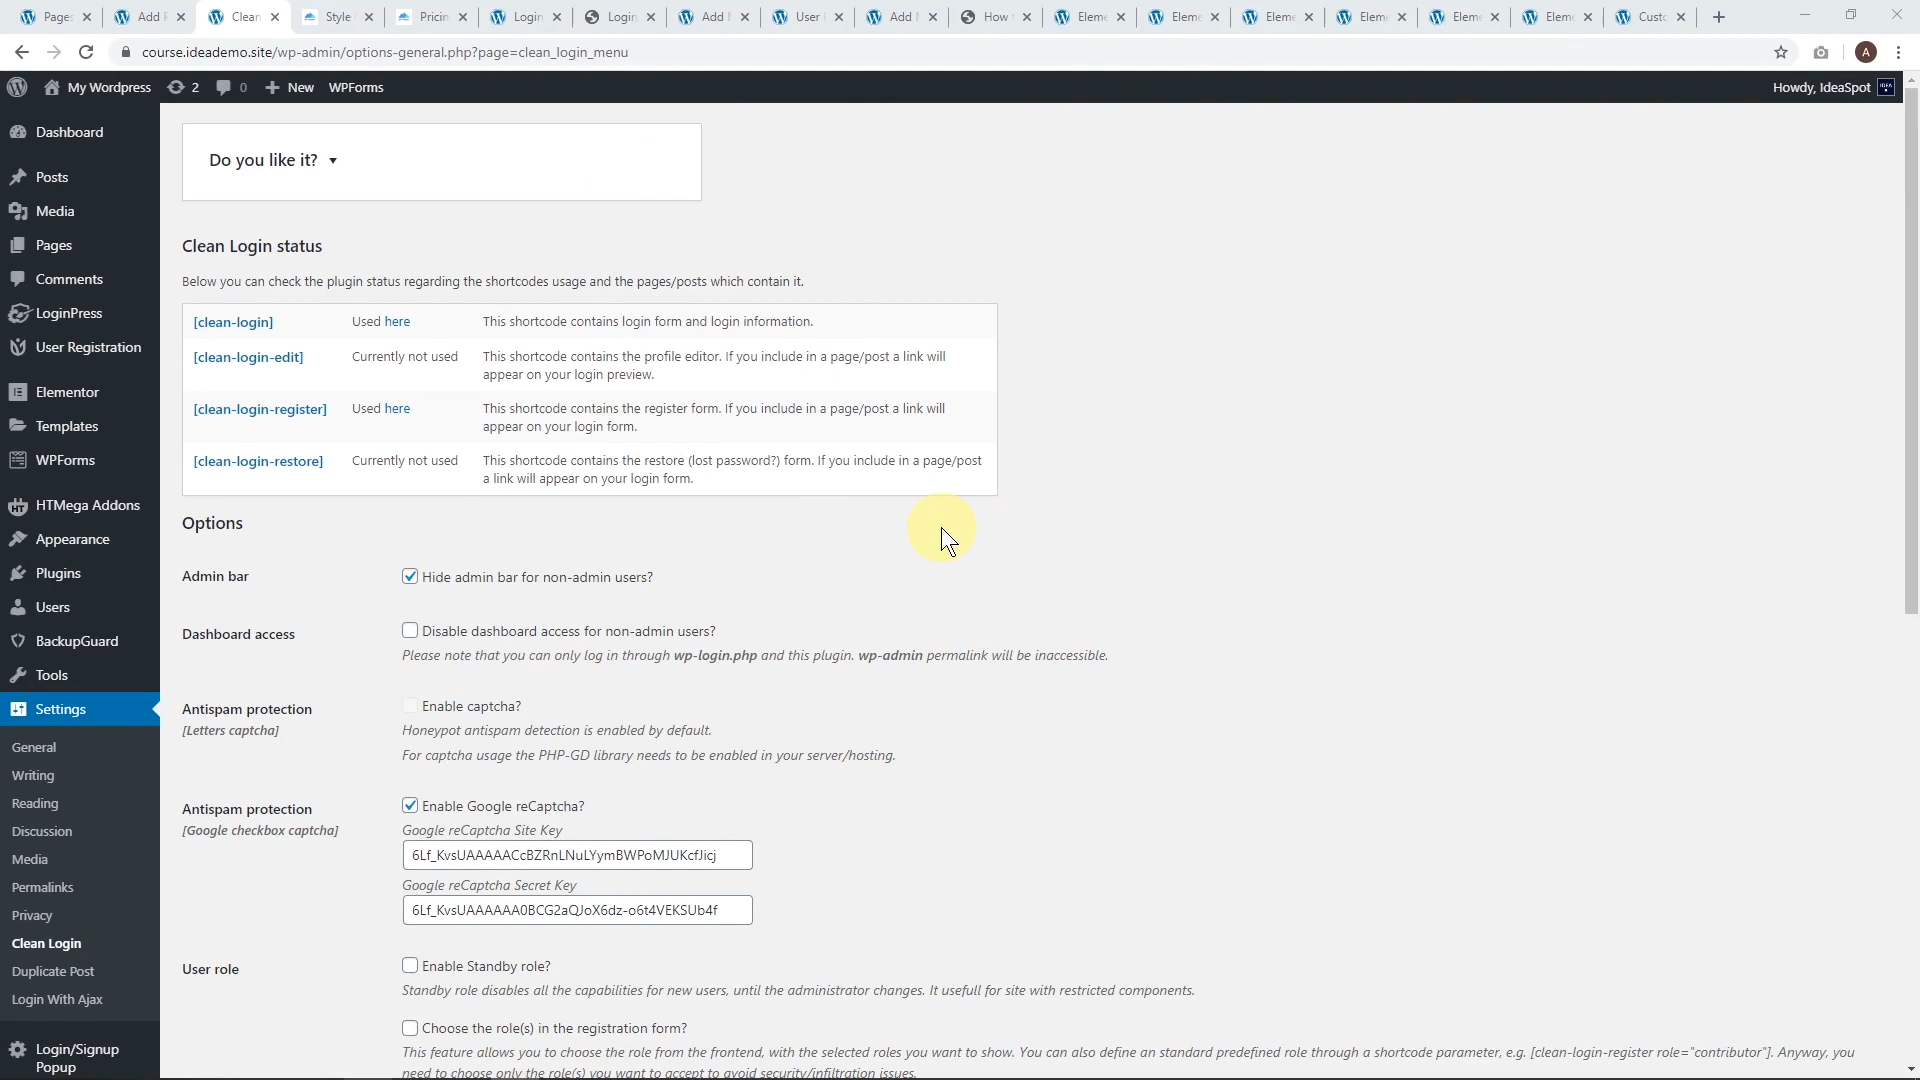 Pages
Add P
Clean
Style
Pricin
Login
Login
Add N
User
Add N
How
Eleme
Eleme
Eleme
Eleme
Eleme
Eleme
Custo
course.ideademo.site/wp-admin/options-general.php?page=clean_login_menu
A
My Wordpress
2
0
New
WPForms
Howdy, IdeaSpot
Dashboard
Posts
Media
Pages
Comments
LoginPress
User Registration
Elementor
Templates
WPForms
HTMega Addons
Appearance
Plugins
Users
BackupGuard
Tools
Settings
General
Writing
Reading
Discussion
Media
Permalinks
Privacy
Clean Login
Duplicate Post
Login With Ajax
Login/Signup
Popup
Do you like it?
Clean Login status
Below you can check the plugin status regarding the shortcodes usage and the pages/posts which contain it.
[clean-login] Used here This shortcode contains login form and login information.
[clean-login-edit] Currently not used This shortcode contains the profile editor. If you include in a page/post a link will
appear on your login preview.
[clean-login-register] Used here This shortcode contains the register form. If you include in a page/post a link will
appear on your login form.
[clean-login-restore] Currently not used This shortcode contains the restore (lost password?) form. If you include in a page/post
a link will appear on your login form.
Options
Admin bar Hide admin bar for non-admin users?
Dashboard access Disable dashboard access for non-admin users?
Please note that you can only log in through wp-login.php and this plugin. wp-admin permalink will be inaccessible.
Antispam protection Enable captcha?
[Letters captcha] Honeypot antispam detection is enabled by default.
For captcha usage the PHP-GD library needs to be enabled in your server/hosting.
Antispam protection Enable Google reCaptcha?
[Google checkbox captcha] Google reCaptcha Site Key
6Lf_KvsUAAAAACcBZRnLNuLYymBWPoMJUKcfJicj
Google reCaptcha Secret Key
6Lf_KvsUAAAAAA0BCG2aQJoX6dz-o6t4VEKSUb4f
User role Enable Standby role?
Standby role disables all the capabilities for new users, until the administrator changes. It usefull for site with restricted components.
Choose the role(s) in the registration form?
This feature allows you to choose the role from the frontend, with the selected roles you want to show. You can also define an standard predefined role through a shortcode parameter, e.g. [clean-login-register role="contributor"]. Anyway, you
need to choose only the role(s) you want to accept to avoid security/infiltration issues.